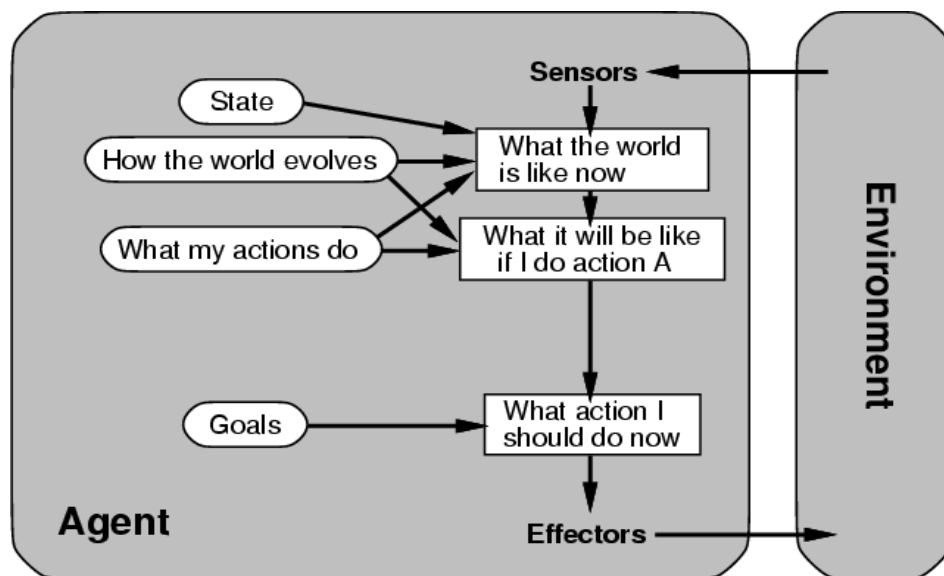 Sensors
State
What the world
is like now
How the world evolves
What my actions do
What it will be like
if I do action A
Goals
What action I
should do now
Agent
Effectors
Environment